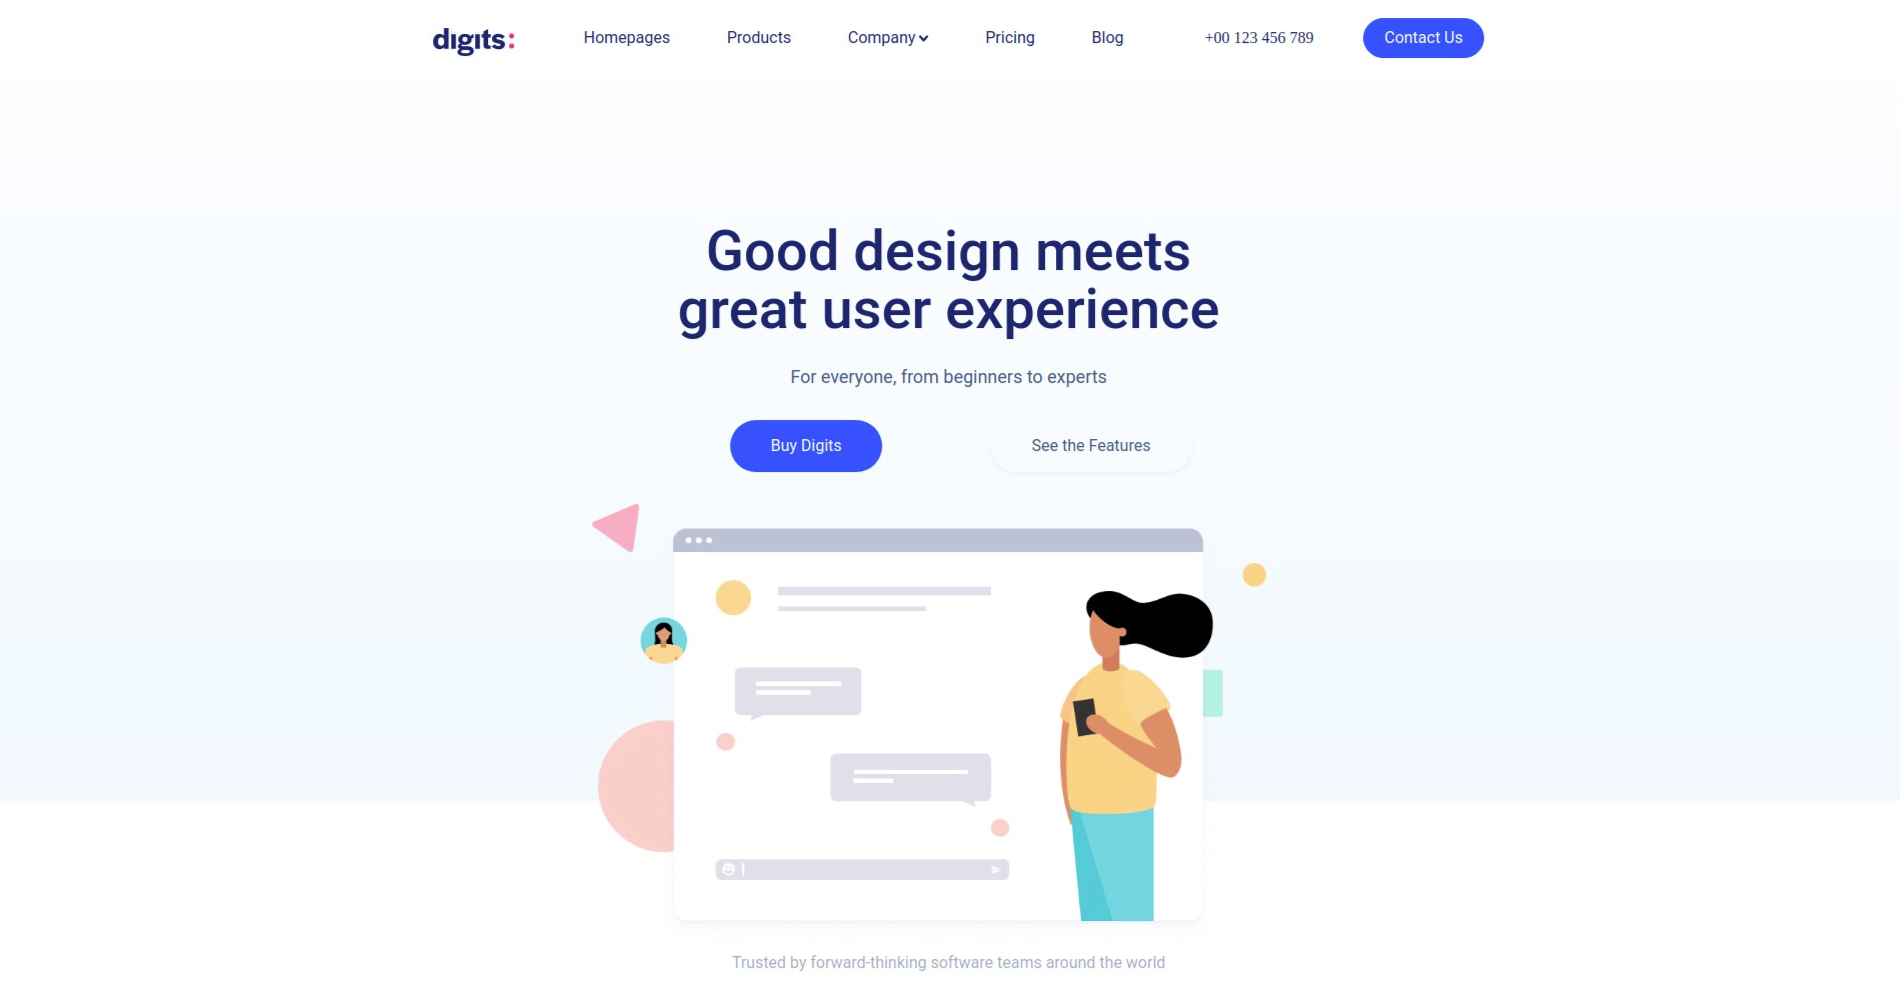 digits:
Homepages
Products
Company
Pricing
Blog
+00 123 456 789
Contact Us
Good design meets
great user experience
For everyone, from beginners to experts
Buy Digits
See the Features
Trusted by forward-thinking software teams around the world